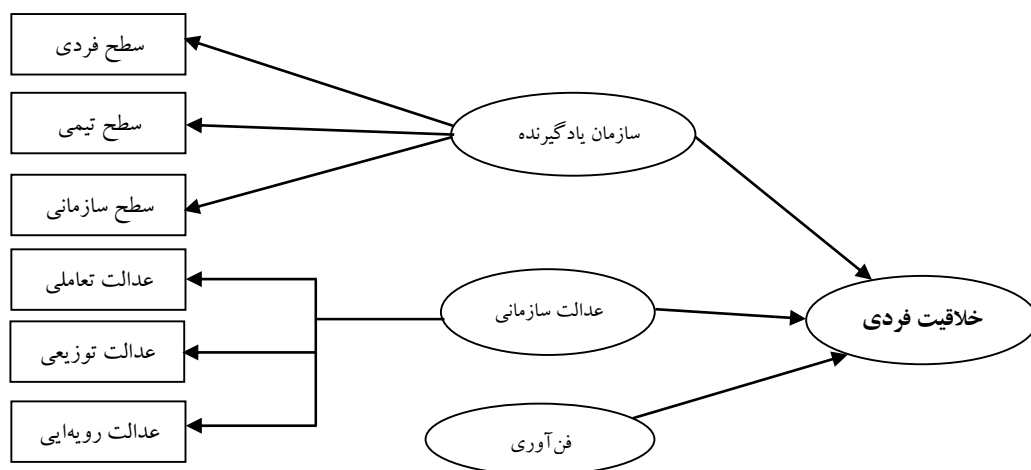 سطح فردی
سطح تیمی
سازمان یادگیرنده
سطح سازمانی
عدالت تعاملی
عدالت سازمانی
خلاقیت فردی
عدالت توزیعی
عدالت رویه‌ایی
فن‌آوری